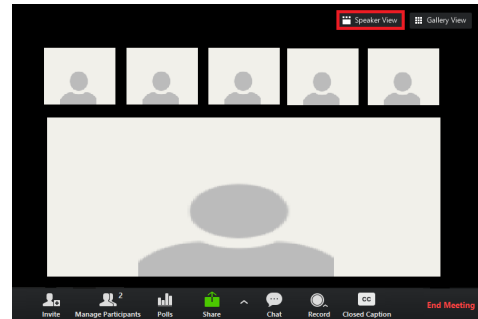 Speaker View
Gallery View
2
Invite
Manage Participants
Polls
Share
Chat
Record
CC
Closed Caption
End Meeting